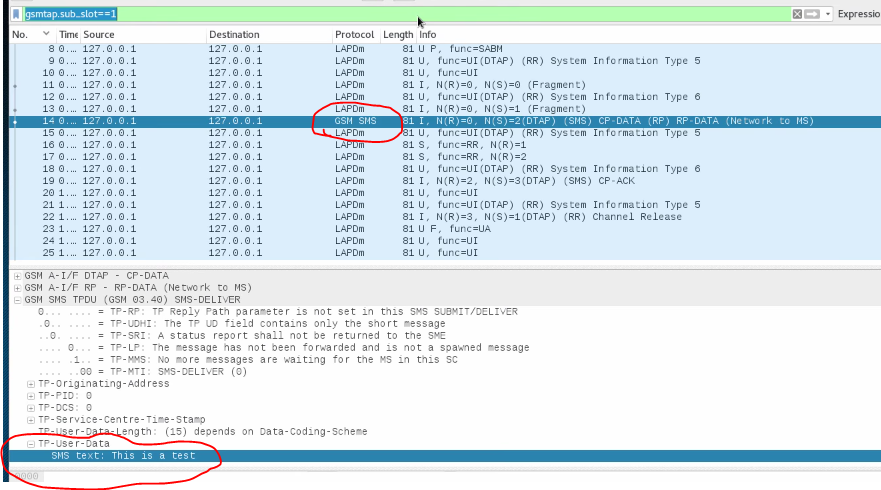 gsmtap.sub_slot==1 Expressio
No. Time Source Destination Protocol Length Info
8 0... 127.0.0.1 127.0.0.1 LAPDm 81 U P, func=SABM
9 0... 127.0.0.1 127.0.0.1 LAPDm 81 U, func=UI(DTAP) (RR) System Information Type 5
10 0... 127.0.0.1 127.0.0.1 LAPDm 81 U, func=UI
11 0... 127.0.0.1 127.0.0.1 LAPDm 81 I, N(R)=0, N(S)=0 (Fragment)
12 0... 127.0.0.1 127.0.0.1 LAPDm 81 U, func=UI(DTAP) (RR) System Information Type 6
13 0... 127.0.0.1 127.0.0.1 LAPDm 81 I, N(R)=0, N(S)=1 (Fragment)
14 0... 127.0.0.1 127.0.0.1 GSM SMS 81 I, N(R)=0, N(S)=2(DTAP) (SMS) CP-DATA (RP) RP-DATA (Network to MS)
15 0... 127.0.0.1 127.0.0.1 LAPDm 81 U, func=UI(DTAP) (RR) System Information Type 5
16 0... 127.0.0.1 127.0.0.1 LAPDm 81 S, func=RR, N(R)=1
17 0... 127.0.0.1 127.0.0.1 LAPDm 81 S, func=RR, N(R)=2
18 0... 127.0.0.1 127.0.0.1 LAPDm 81 U, func=UI(DTAP) (RR) System Information Type 6
19 0... 127.0.0.1 127.0.0.1 LAPDm 81 I, N(R)=2, N(S)=3(DTAP) (SMS) CP-ACK
20 1... 127.0.0.1 127.0.0.1 LAPDm 81 U, func=UI
21 1... 127.0.0.1 127.0.0.1 LAPDm 81 U, func=UI(DTAP) (RR) System Information Type 5
22 1... 127.0.0.1 127.0.0.1 LAPDm 81 I, N(R)=3, N(S)=1(DTAP) (RR) Channel Release
23 1... 127.0.0.1 127.0.0.1 LAPDm 81 U F, func=UA
24 1... 127.0.0.1 127.0.0.1 LAPDm 81 U, func=UI
25 1... 127.0.0.1 127.0.0.1 LAPDm 81 U, func=UI
GSM A-I/F DTAP - CP-DATA
GSM A-I/F RP - RP-DATA (Network to MS)
GSM SMS TPDU (GSM 03.40) SMS-DELIVER
0... .... = TP-RP: TP Reply Path parameter is not set in this SMS SUBMIT/DELIVER
.0.. .... = TP-UDHI: The TP UD field contains only the short message
..0. .... = TP-SRI: A status report shall not be returned to the SME
.... 0... = TP-LP: The message has not been forwarded and is not a spawned message
.... .1.. = TP-MMS: No more messages are waiting for the MS in this SC
.... ..00 = TP-MTI: SMS-DELIVER (0)
TP-Originating-Address
TP-PID: 0
TP-DCS: 0
TP-Service-Centre-Time-Stamp
TP-User-Data-Length: (15) depends on Data-Coding-Scheme
TP-User-Data
SMS text: This is a test
0000